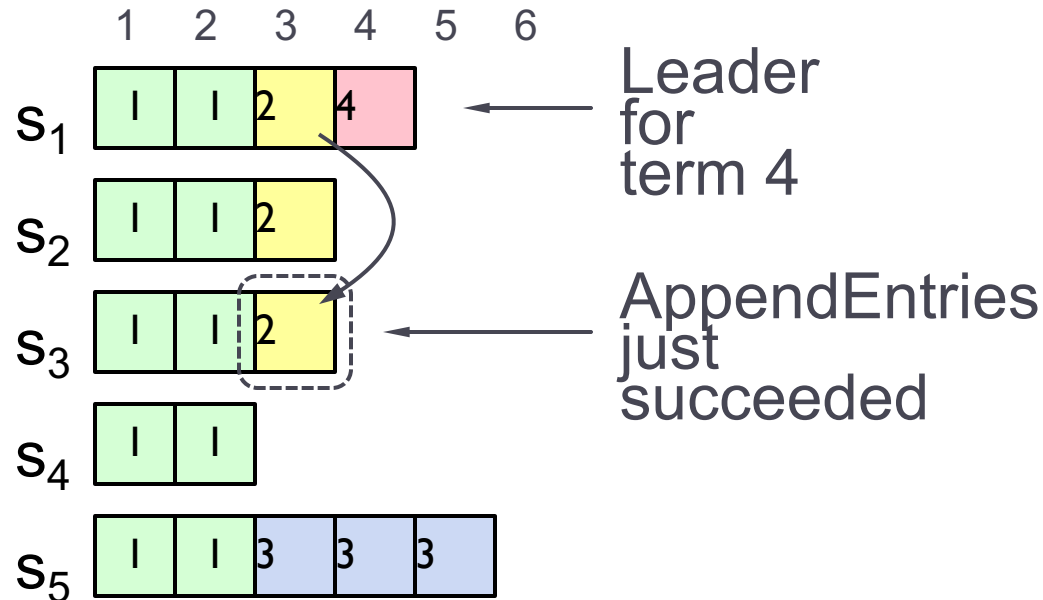 1 2 3 4 5 6
s1 1 1 2 4
Leader
for
term 4
s2 1 1 2
s3 1 1 2
AppendEntries
just
succeeded
s4 1 1
s5 1 1 3 3 3